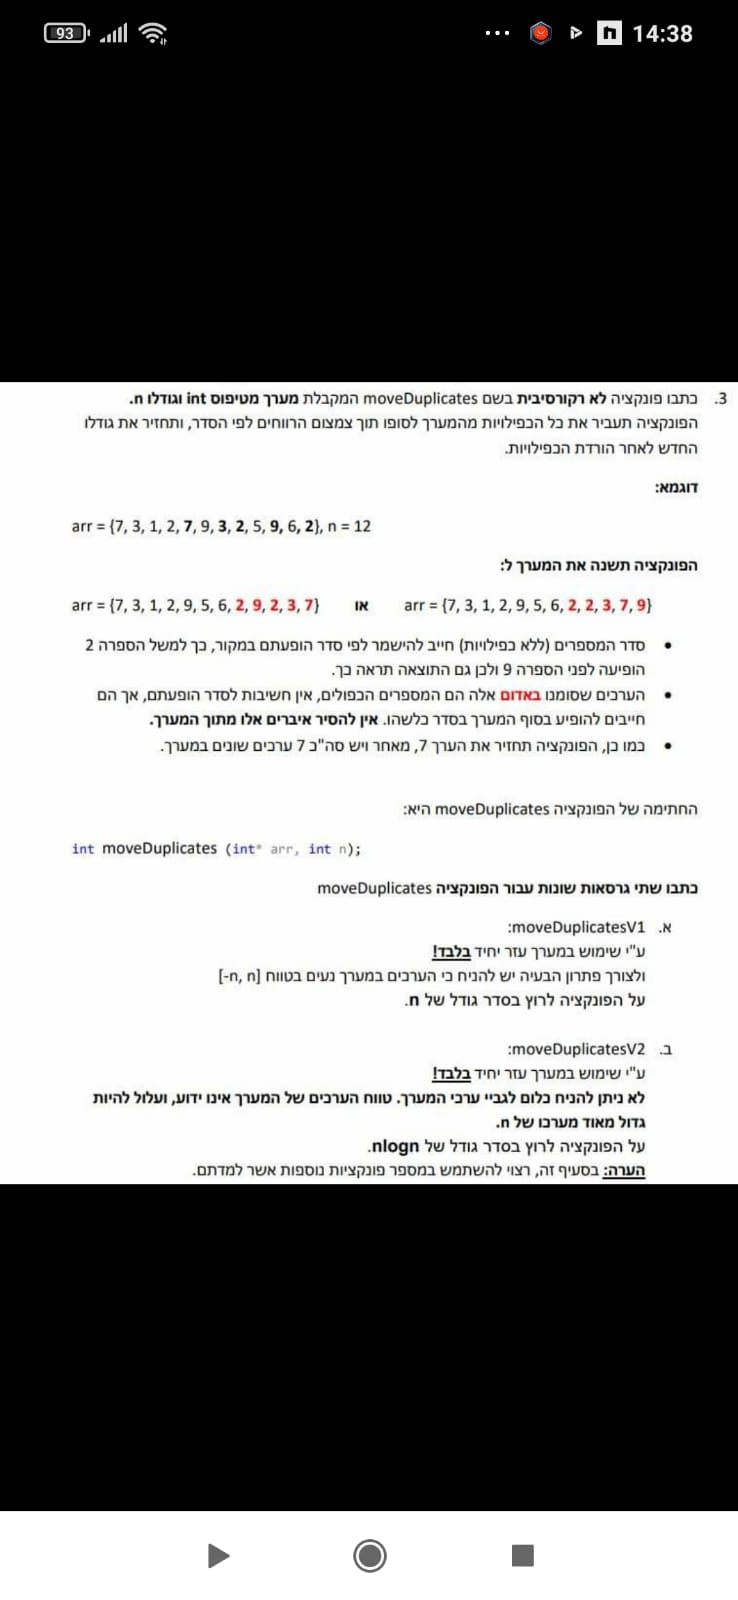 93
14:38
3. כתבו פונקציה לא רקורסיבית בשם moveDuplicates המקבלת מערך מטיפוס int וגודלו n.
הפונקציה תעביר את כל הכפילויות מהמערך לסופו תוך צמצום הרווחים לפי הסדר, ותחזיר את גודלו
החדש לאחר הורדת הכפילויות.
דוגמא:
arr = {7, 3, 1, 2, 7, 9, 3, 2, 5, 9, 6, 2}, n = 12
הפונקציה תשנה את המערך ל:
arr = {7, 3, 1, 2, 9, 5, 6, 2, 9, 2, 3, 7} או arr = {7, 3, 1, 2, 9, 5, 6, 2, 2, 3, 7, 9}
• סדר המספרים (ללא כפילויות) חייב להישמר לפי סדר הופעתם במקור, כך למשל הספרה 2
הופיעה לפני הספרה 9 ולכן גם התוצאה תראה כך.
• הערכים שסומנו באדום אלה הם המספרים הכפולים, אין חשיבות לסדר הופעתם, אך הם
חייבים להופיע בסוף המערך בסדר כלשהו. אין להסיר איברים אלו מתוך המערך.
• כמו כן, הפונקציה תחזיר את הערך 7, מאחר ויש סה"כ 7 ערכים שונים במערך.
החתימה של הפונקציה moveDuplicates היא:
int moveDuplicates (int* arr, int n);
כתבו שתי גרסאות שונות עבור הפונקציה moveDuplicates
א. moveDuplicatesV1:
ע"י שימוש במערך עזר יחיד בלבד!
ולצורך פתרון הבעיה יש להניח כי הערכים במערך נעים בטווח [-n, n]
על הפונקציה לרוץ בסדר גודל של n.
ב. moveDuplicatesV2:
ע"י שימוש במערך עזר יחיד בלבד!
לא ניתן להניח כלום לגביי ערכי המערך. טווח הערכים של המערך אינו ידוע, ועלול להיות
גדול מאוד מערכו של n.
על הפונקציה לרוץ בסדר גודל של nlogn.
הערה: בסעיף זה, רצוי להשתמש במספר פונקציות נוספות אשר למדתם.